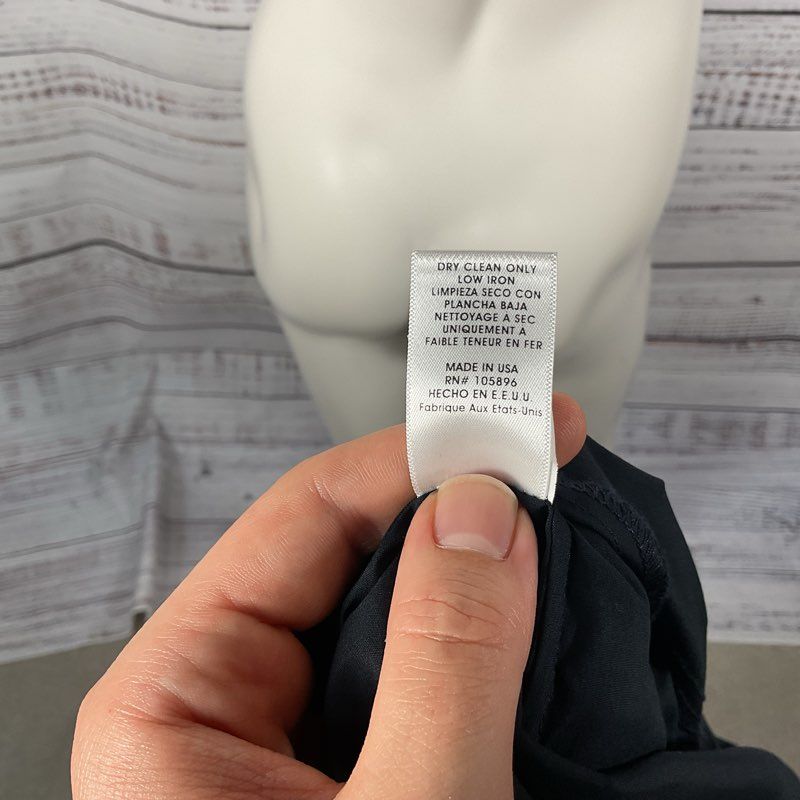 DRY CLEAN ONLY
LOW IRON
LIMPIEZA SECO CON
PLANCHA BAJA
NETTOYAGE À SEC
UNIQUEMENT À
FAIBLE TENEUR EN FER
MADE IN USA
RN# 105896
HECHO EN E.E.U.U.
Fabrique Aux Etats-Unis